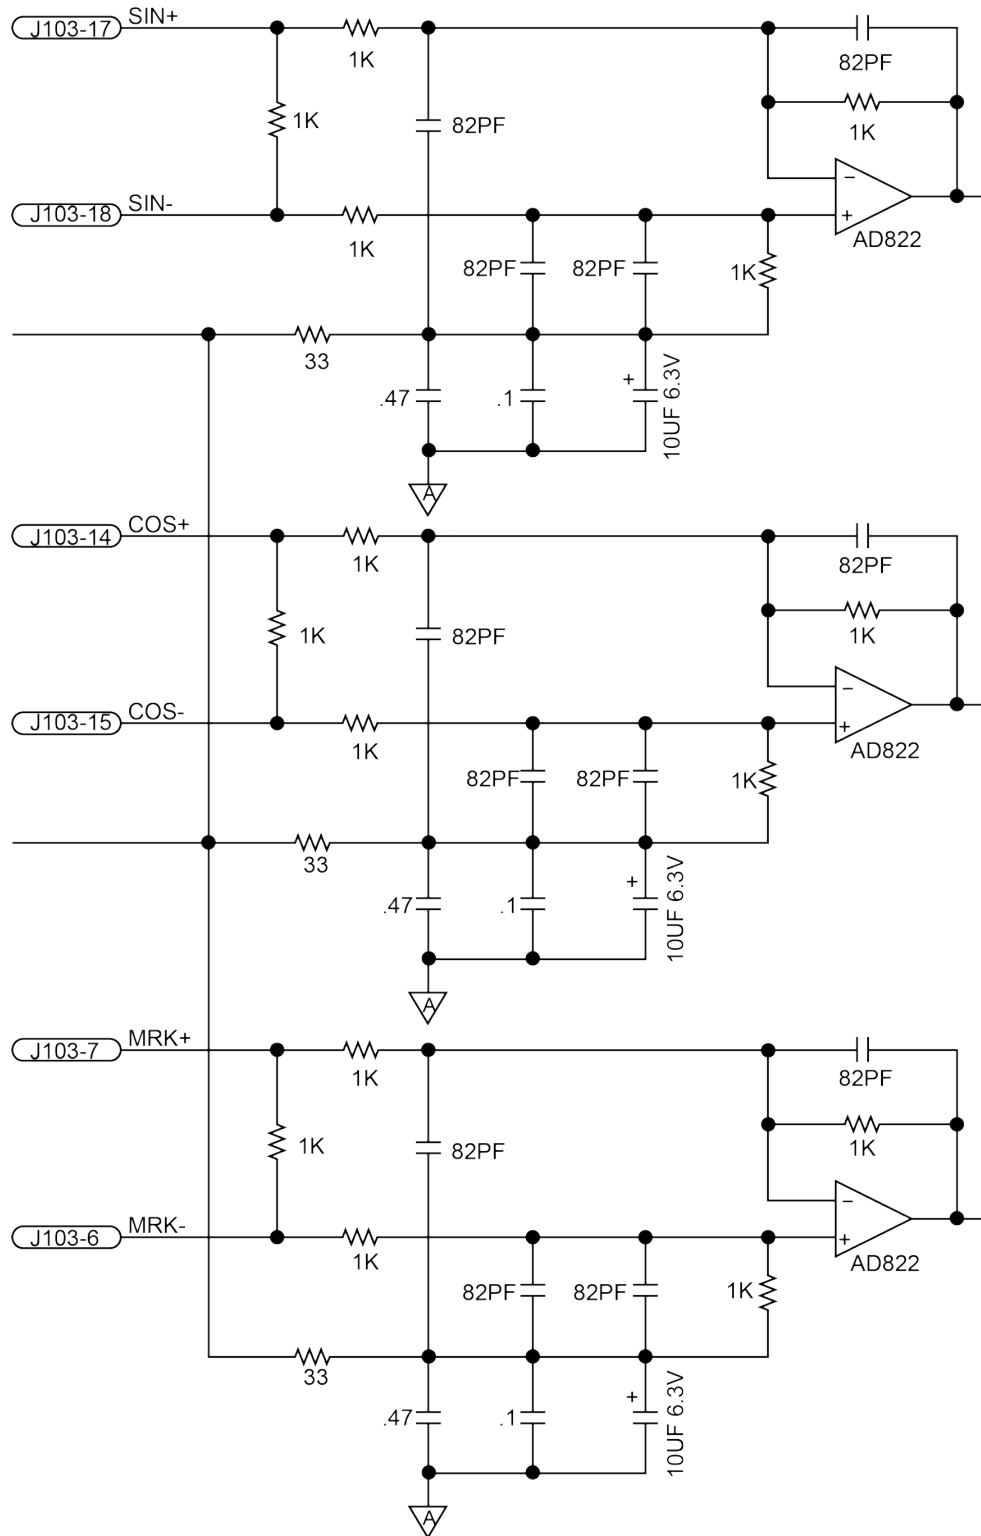 J103-17 SIN+
1K
82PF
1K
82PF
1K
J103-18 SIN-
1K
− +
AD822
82PF 82PF 1K
33
.47 .1 + 10UF 6.3V
A
J103-14 COS+
1K
82PF
1K
82PF
1K
J103-15 COS-
1K
− +
AD822
82PF 82PF 1K
33
.47 .1 + 10UF 6.3V
A
J103-7 MRK+
1K
82PF
1K
82PF
1K
J103-6 MRK-
1K
− +
AD822
82PF 82PF 1K
33
.47 .1 + 10UF 6.3V
A